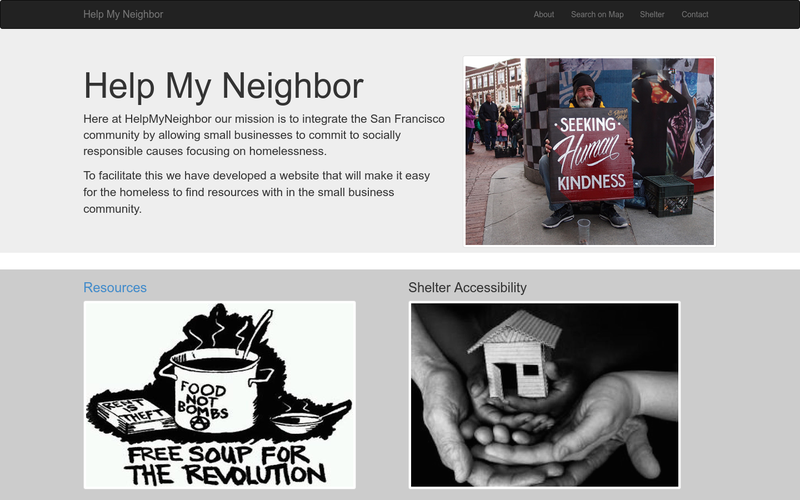 Help My Neighbor
About
Search on Map
Shelter
Contact
Help My Neighbor
Here at HelpMyNeighbor our mission is to integrate the San Francisco
community by allowing small businesses to commit to socially
responsible causes focusing on homelessness.
To facilitate this we have developed a website that will make it easy
for the homeless to find resources with in the small business
community.
·SEEKING·
Human
KINDNESS
Resources
Shelter Accessibility
FOOD
NOT
BOMBS
RENT
IS
THEFT
FREE SOUP FOR
THE REVOLUTION